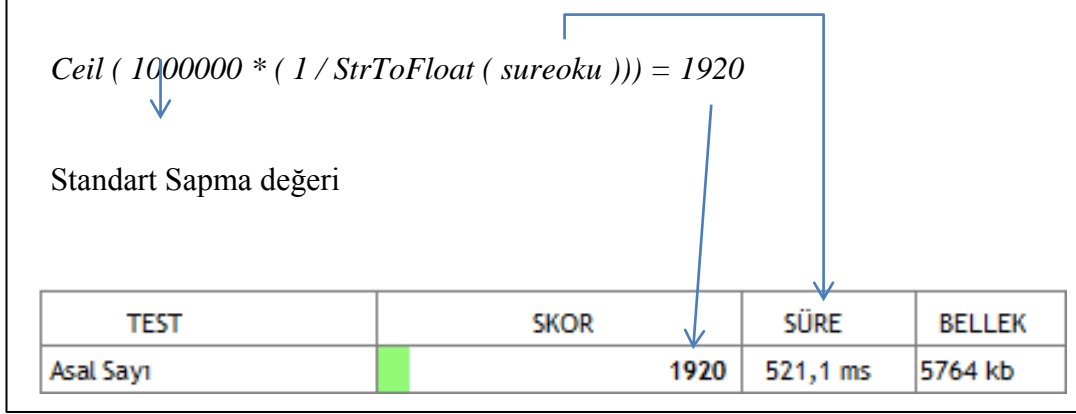 Ceil ( 1000000 * ( 1 / StrToFloat ( sureoku ))) = 1920
Standart Sapma değeri
TEST SKOR SÜRE BELLEK
Asal Sayı 1920 521,1 ms 5764 kb